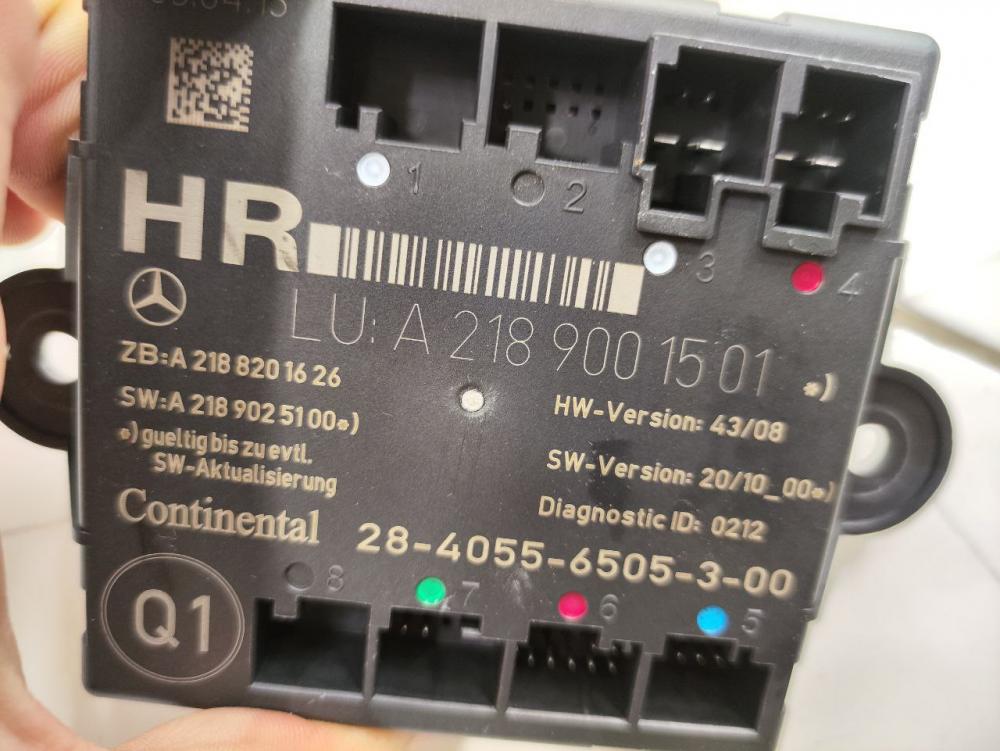 1
2
3
4
HR
LU: A 218 900 15 01 *)
ZB:A 218 820 16 26
SW:A 218 902 51 00*)
*) gueltig bis zu evtl.
SW-Aktualisierung
HW-Version: 43/08
SW-Version: 20/10_00*)
Diagnostic ID: 0212
Continental
28-4055-6505-3-00
8
7
6
5
Q1